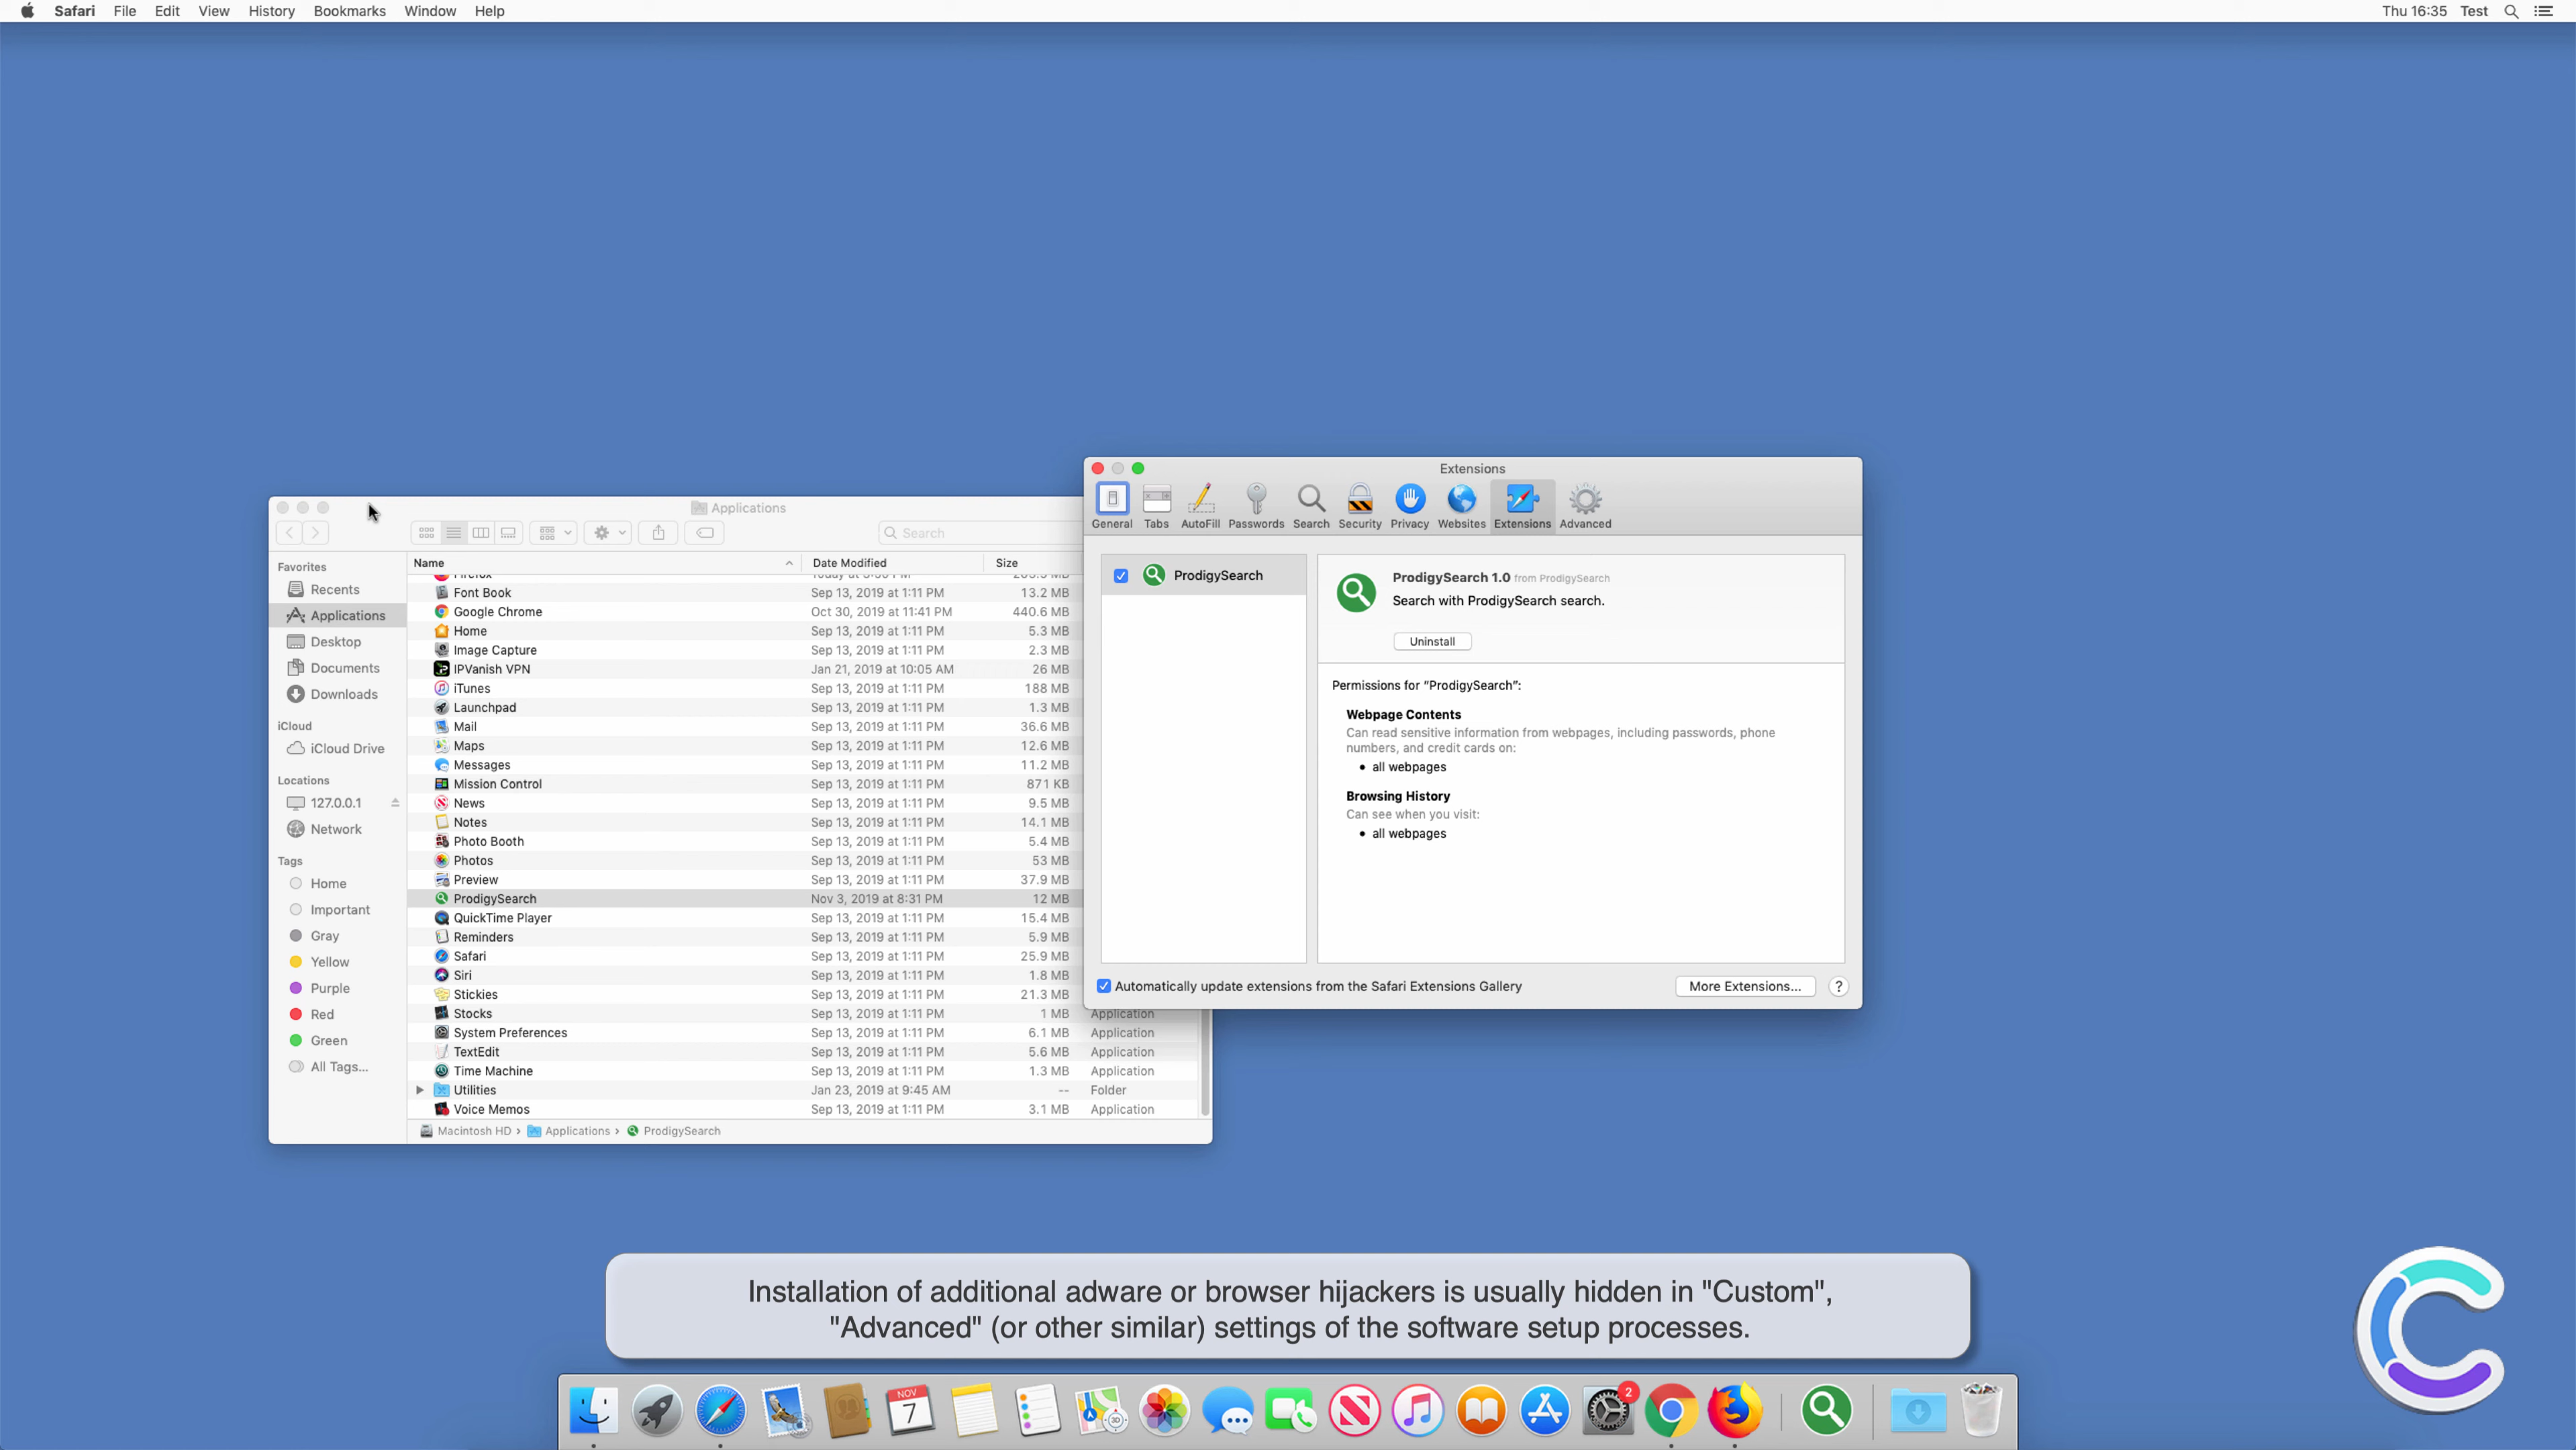 Safari File Edit View History Bookmarks Window Help
Thu 16:35 Test
Applications
Search
Favorites
Recents
Applications
Desktop
Documents
Downloads
iCloud
iCloud Drive
Locations
127.0.0.1
Network
Tags
Home
Important
Gray
Yellow
Purple
Red
Green
All Tags...
Name Date Modified Size
Firefox
Font Book Sep 13, 2019 at 1:11 PM 13.2 MB
Google Chrome Oct 30, 2019 at 11:41 PM 440.6 MB
Home Sep 13, 2019 at 1:11 PM 5.3 MB
Image Capture Sep 13, 2019 at 1:11 PM 2.3 MB
IPVanish VPN Jan 21, 2019 at 10:05 AM 26 MB
iTunes Sep 13, 2019 at 1:11 PM 188 MB
Launchpad Sep 13, 2019 at 1:11 PM 1.3 MB
Mail Sep 13, 2019 at 1:11 PM 36.6 MB
Maps Sep 13, 2019 at 1:11 PM 12.6 MB
Messages Sep 13, 2019 at 1:11 PM 11.2 MB
Mission Control Sep 13, 2019 at 1:11 PM 871 KB
News Sep 13, 2019 at 1:11 PM 9.5 MB
Notes Sep 13, 2019 at 1:11 PM 14.1 MB
Photo Booth Sep 13, 2019 at 1:11 PM 5.4 MB
Photos Sep 13, 2019 at 1:11 PM 53 MB
Preview Sep 13, 2019 at 1:11 PM 37.9 MB
ProdigySearch Nov 3, 2019 at 8:31 PM 12 MB
QuickTime Player Sep 13, 2019 at 1:11 PM 15.4 MB
Reminders Sep 13, 2019 at 1:11 PM 5.9 MB
Safari Sep 13, 2019 at 1:11 PM 25.9 MB
Siri Sep 13, 2019 at 1:11 PM 1.8 MB
Stickies Sep 13, 2019 at 1:11 PM 21.3 MB
Stocks Sep 13, 2019 at 1:11 PM 1 MB Application
System Preferences Sep 13, 2019 at 1:11 PM 6.1 MB Application
TextEdit Sep 13, 2019 at 1:11 PM 5.6 MB Application
Time Machine Sep 13, 2019 at 1:11 PM 1.3 MB Application
Utilities Jan 23, 2019 at 9:45 AM -- Folder
Voice Memos Sep 13, 2019 at 1:11 PM 3.1 MB Application
Macintosh HD › Applications › ProdigySearch
Extensions
General Tabs AutoFill Passwords Search Security Privacy Websites Extensions Advanced
ProdigySearch
ProdigySearch 1.0 from ProdigySearch
Search with ProdigySearch search.
Uninstall
Permissions for “ProdigySearch”:
Webpage Contents
Can read sensitive information from webpages, including passwords, phone
numbers, and credit cards on:
• all webpages
Browsing History
Can see when you visit:
• all webpages
Automatically update extensions from the Safari Extensions Gallery
More Extensions...
?
Installation of additional adware or browser hijackers is usually hidden in "Custom",
"Advanced" (or other similar) settings of the software setup processes.
NOV
7
3D
2